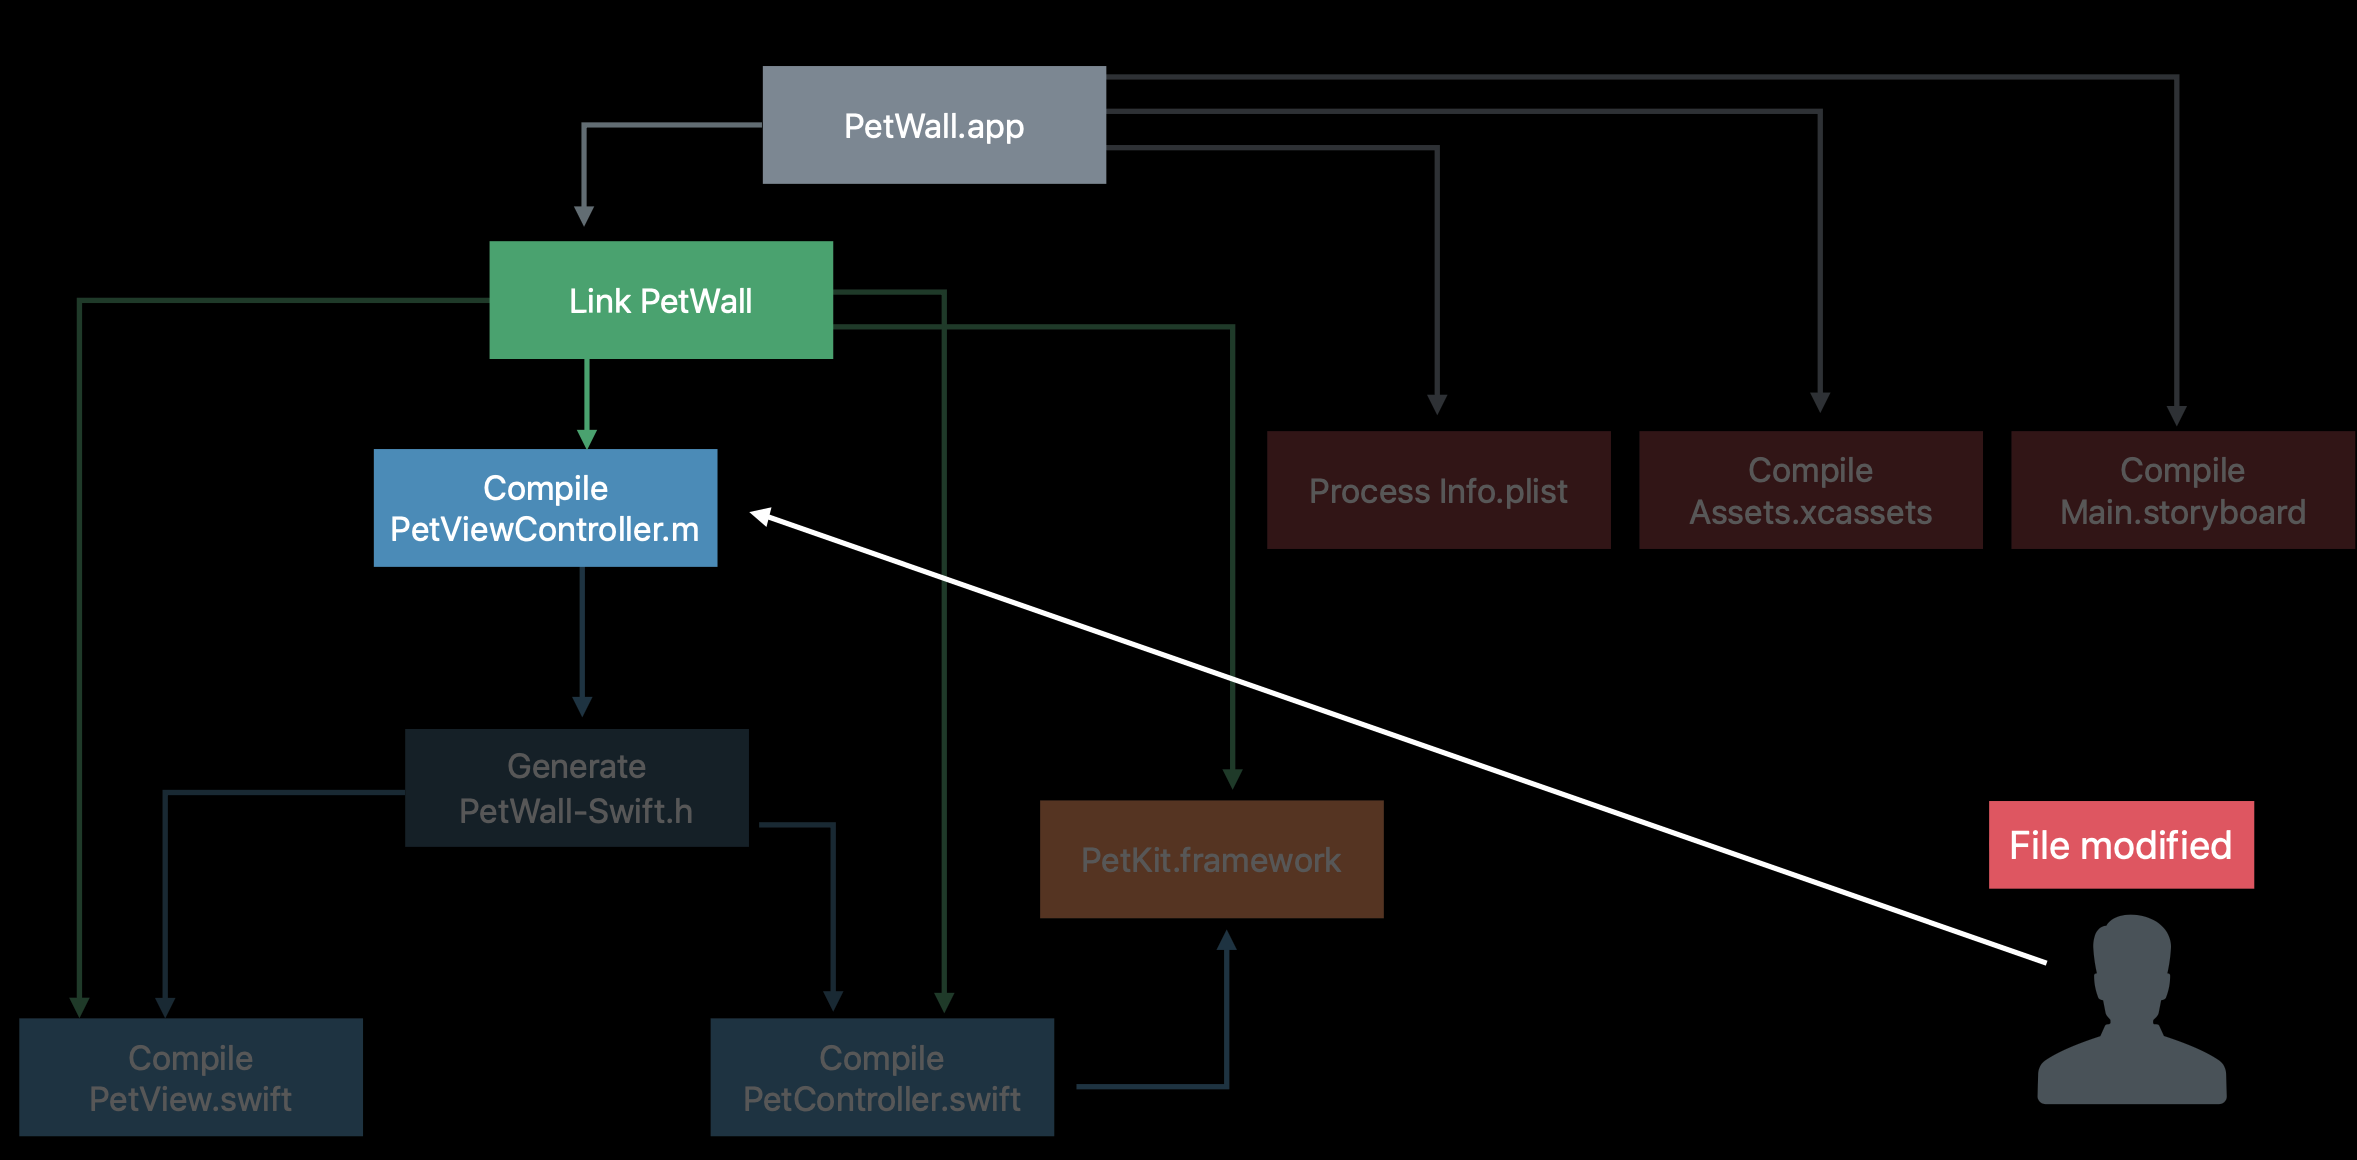 PetWall.app
Link PetWall
Compile
PetViewController.m
Process Info.plist
Compile
Assets.xcassets
Compile
Main.storyboard
Generate
PetWall-Swift.h
PetKit.framework
File modified
Compile
PetView.swift
Compile
PetController.swift